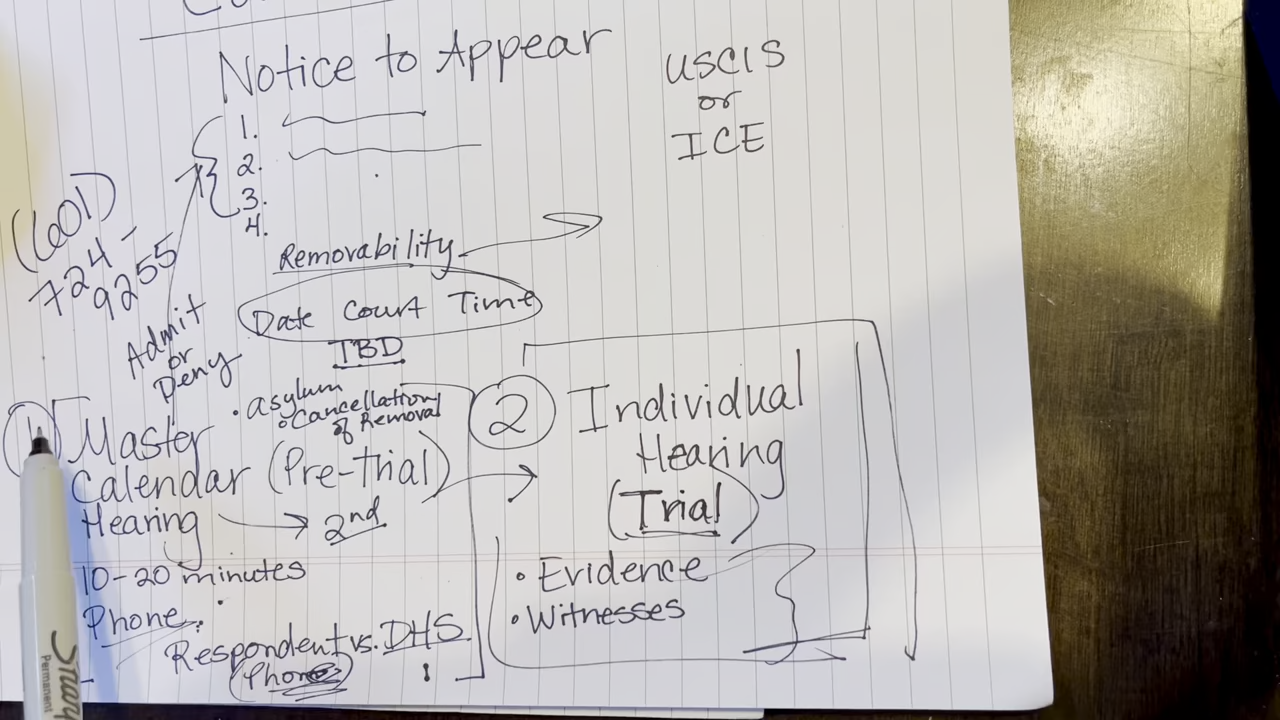 Notice to Appear
USCIS
or
ICE
1.
2.
3.
4.
(601)
724-
9255
Removability
Date Court Time
TBD
Admit
or
Deny
• Asylum
• Cancellation
of Removal
1
Master
Calendar (Pre-Trial)
Hearing → 2nd
10-20 minutes
Phone
Respondent vs. DHS
(Phone)
2
Individual
Hearing
(Trial)
• Evidence
• Witnesses
Permanent